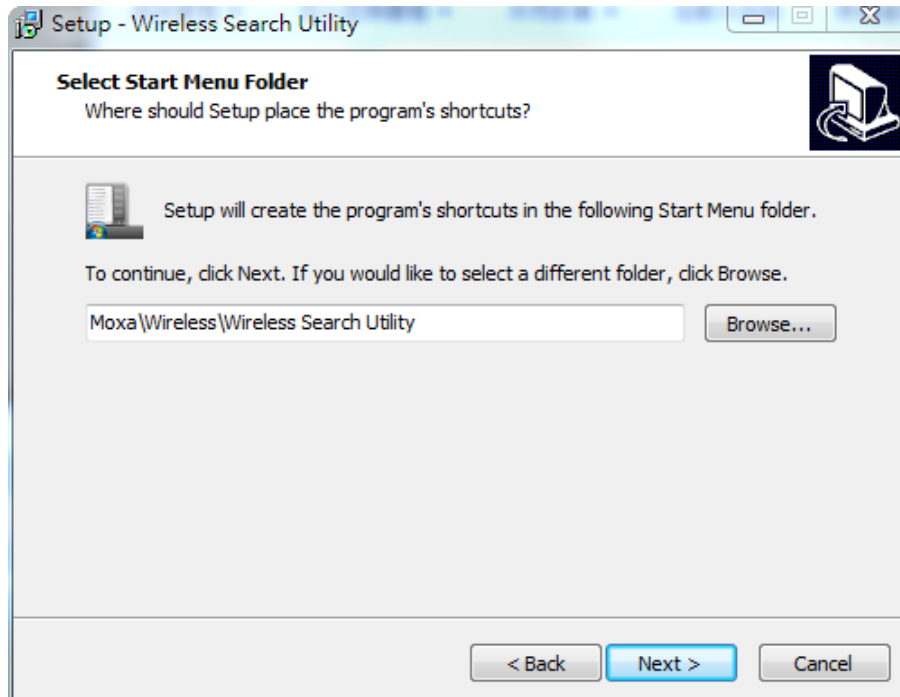 Setup - Wireless Search Utility
Select Start Menu Folder
Where should Setup place the program's shortcuts?
Setup will create the program's shortcuts in the following Start Menu folder.
To continue, click Next. If you would like to select a different folder, click Browse.
Moxa\Wireless\Wireless Search Utility
Browse...
< Back
Next >
Cancel